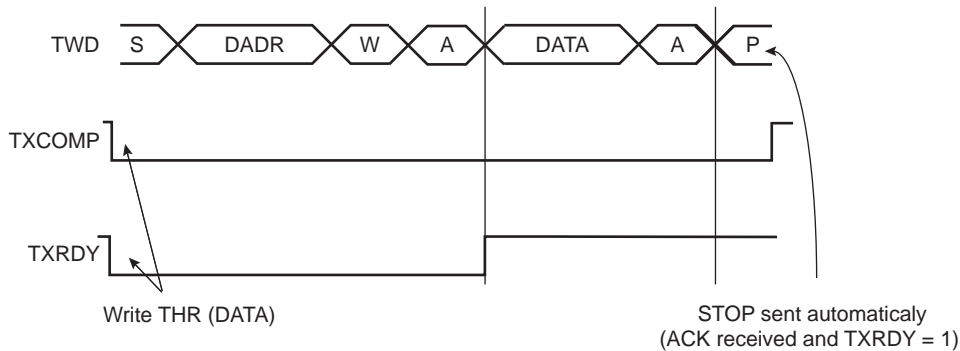 TWD S DADR W A DATA A P
TXCOMP
TXRDY
Write THR (DATA)
STOP sent automaticaly
(ACK received and TXRDY = 1)